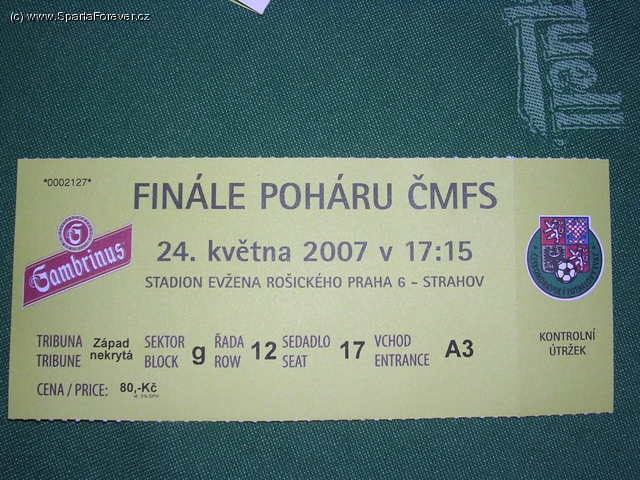 (c) www.SpartaForever.cz
*0002127*
FINÁLE POHÁRU ČMFS
Gambrinus
24. května 2007 v 17:15
STADION EVŽENA ROŠICKÉHO PRAHA 6 - STRAHOV
TRIBUNA Západ SEKTOR g ŘADA 12 SEDADLO 17 VCHOD A3
TRIBUNE nekrytá BLOCK ROW SEAT ENTRANCE
CENA / PRICE: 80,-Kč
KONTROLNÍ
ÚTRŽEK